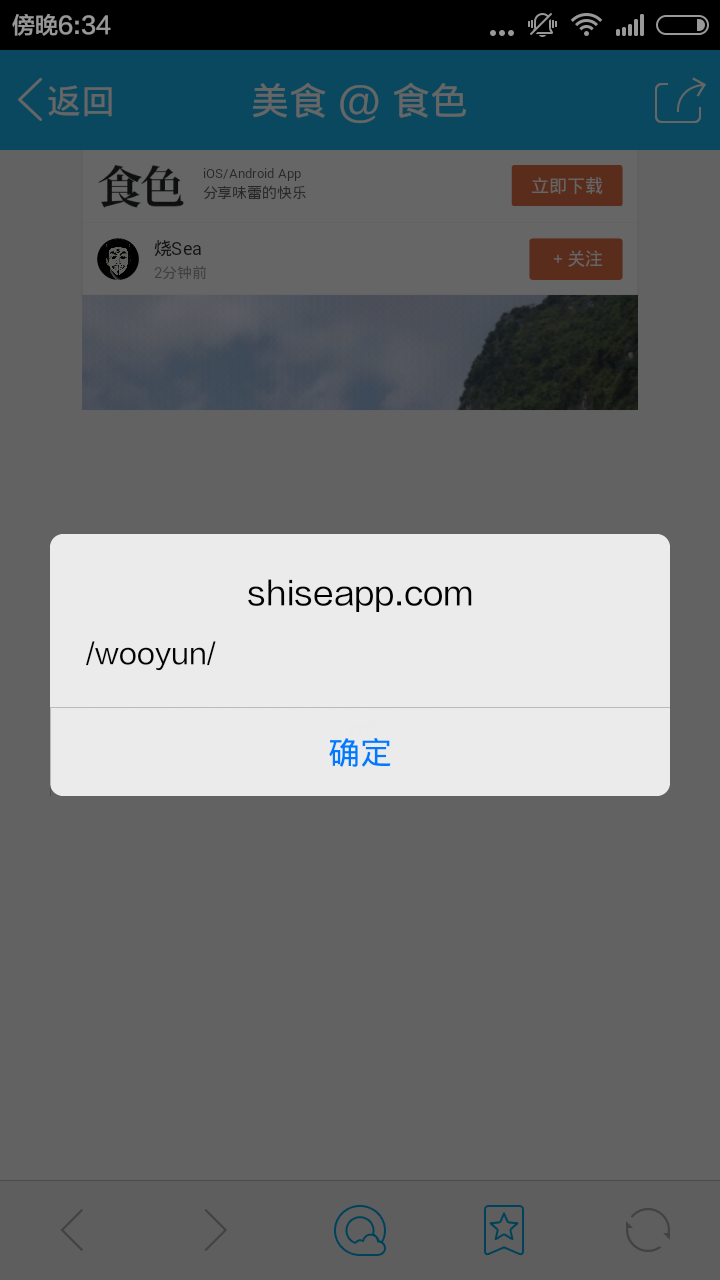 傍晚6:34
返回
美食 @ 食色
食色
iOS/Android App
分享味蕾的快乐
立即下载
烧Sea
2分钟前
+ 关注
shiseapp.com
/wooyun/
确定